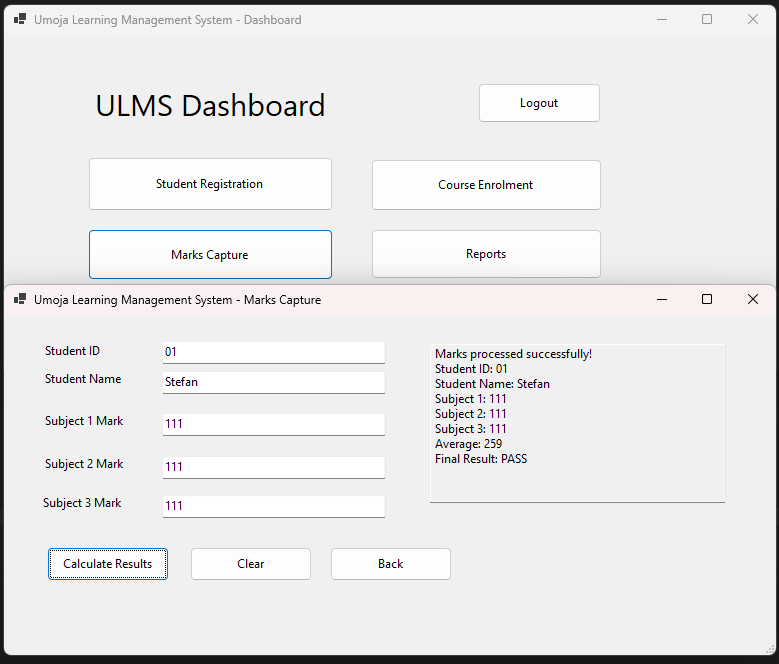 Umoja Learning Management System - Dashboard
ULMS Dashboard
Logout
Student Registration
Course Enrolment
Marks Capture
Reports
Umoja Learning Management System - Marks Capture
Student ID
01
Student Name
Stefan
Subject 1 Mark
111
Subject 2 Mark
111
Subject 3 Mark
111
Marks processed successfully!
Student ID: 01
Student Name: Stefan
Subject 1: 111
Subject 2: 111
Subject 3: 111
Average: 259
Final Result: PASS
Calculate Results
Clear
Back